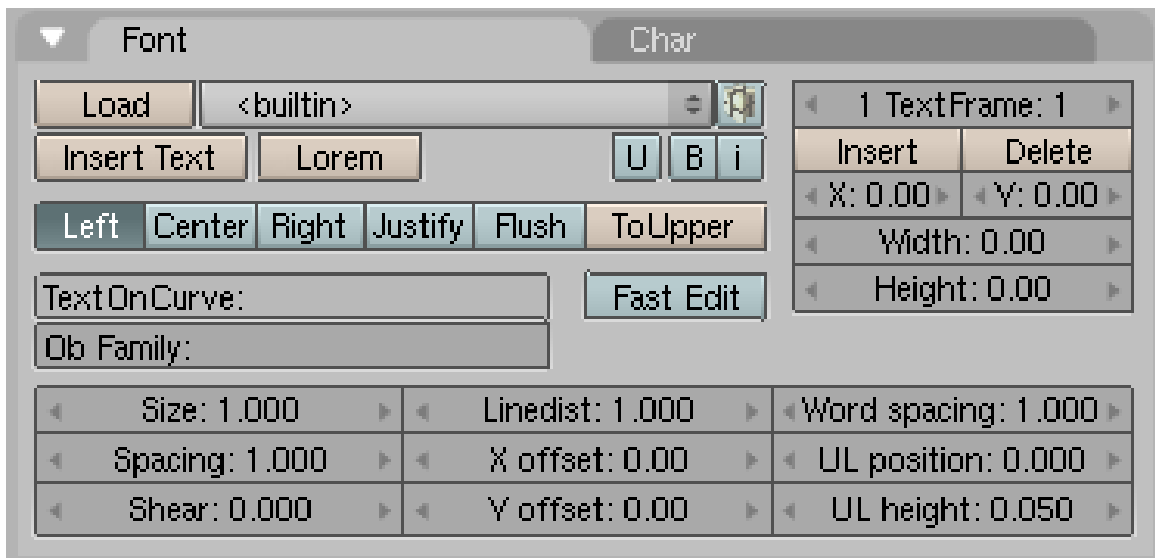 Font Char
Load <builtin> 1 TextFrame: 1
Insert Text Lorem U B i Insert Delete
X: 0.00 Y: 0.00
Left Center Right Justify Flush ToUpper Width: 0.00
TextOnCurve: Fast Edit Height: 0.00
Ob Family:
Size: 1.000 Linedist: 1.000 Word spacing: 1.000
Spacing: 1.000 X offset: 0.00 UL position: 0.000
Shear: 0.000 Y offset: 0.00 UL height: 0.050